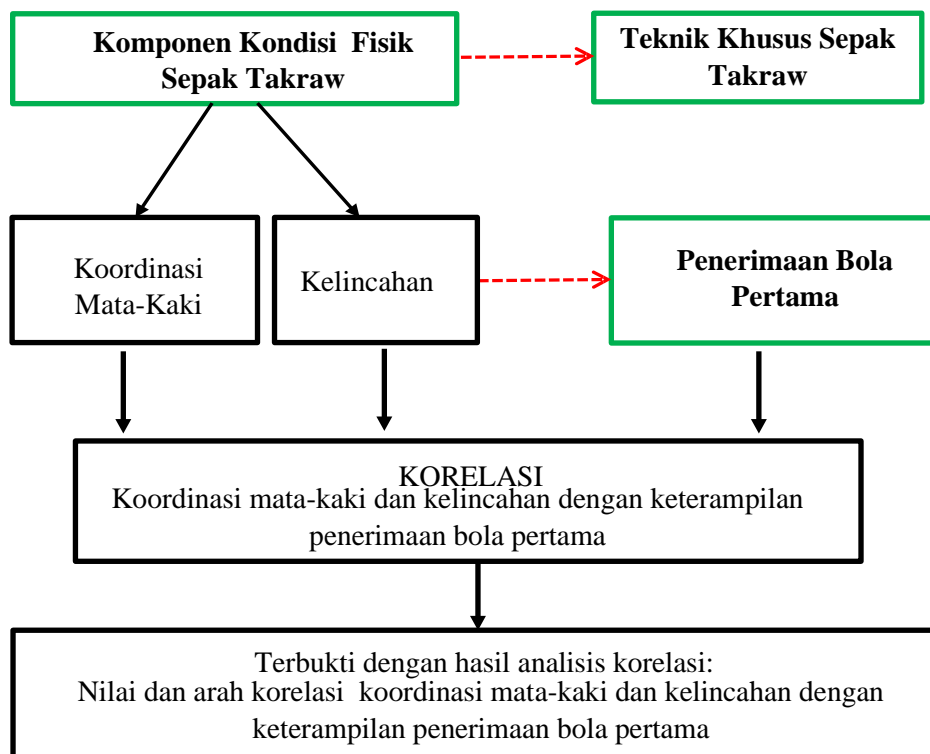 Komponen Kondisi Fisik
Sepak Takraw
Teknik Khusus Sepak
Takraw
Koordinasi
Mata-Kaki
Kelincahan
Penerimaan Bola
Pertama
KORELASI
Koordinasi mata-kaki dan kelincahan dengan keterampilan
penerimaan bola pertama
Terbukti dengan hasil analisis korelasi:
Nilai dan arah korelasi koordinasi mata-kaki dan kelincahan dengan
keterampilan penerimaan bola pertama